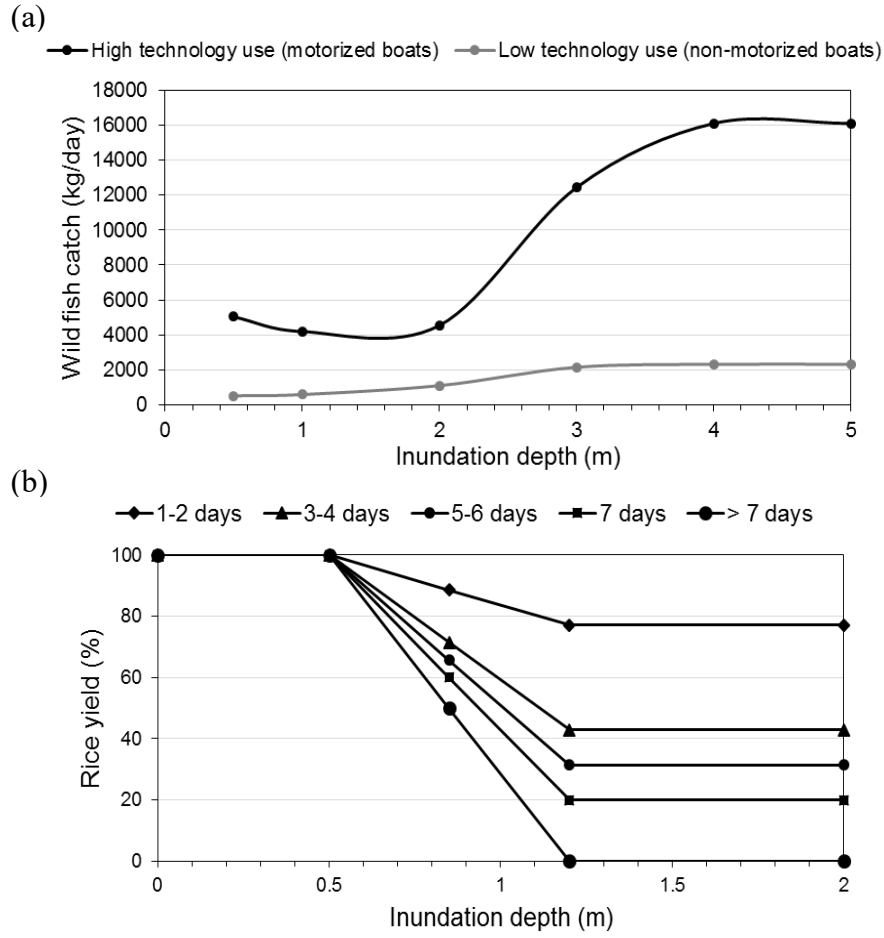 (a)
High technology use (motorized boats) Low technology use (non-motorized boats)
18000
16000
14000
12000
10000
8000
6000
4000
2000
0
Wild fish catch (kg/day)
0 1 2 3 4 5
Inundation depth (m)
(b)
1-2 days 3-4 days 5-6 days 7 days > 7 days
100
80
60
40
20
0
Rice yield (%)
0 0.5 1 1.5 2
Inundation depth (m)